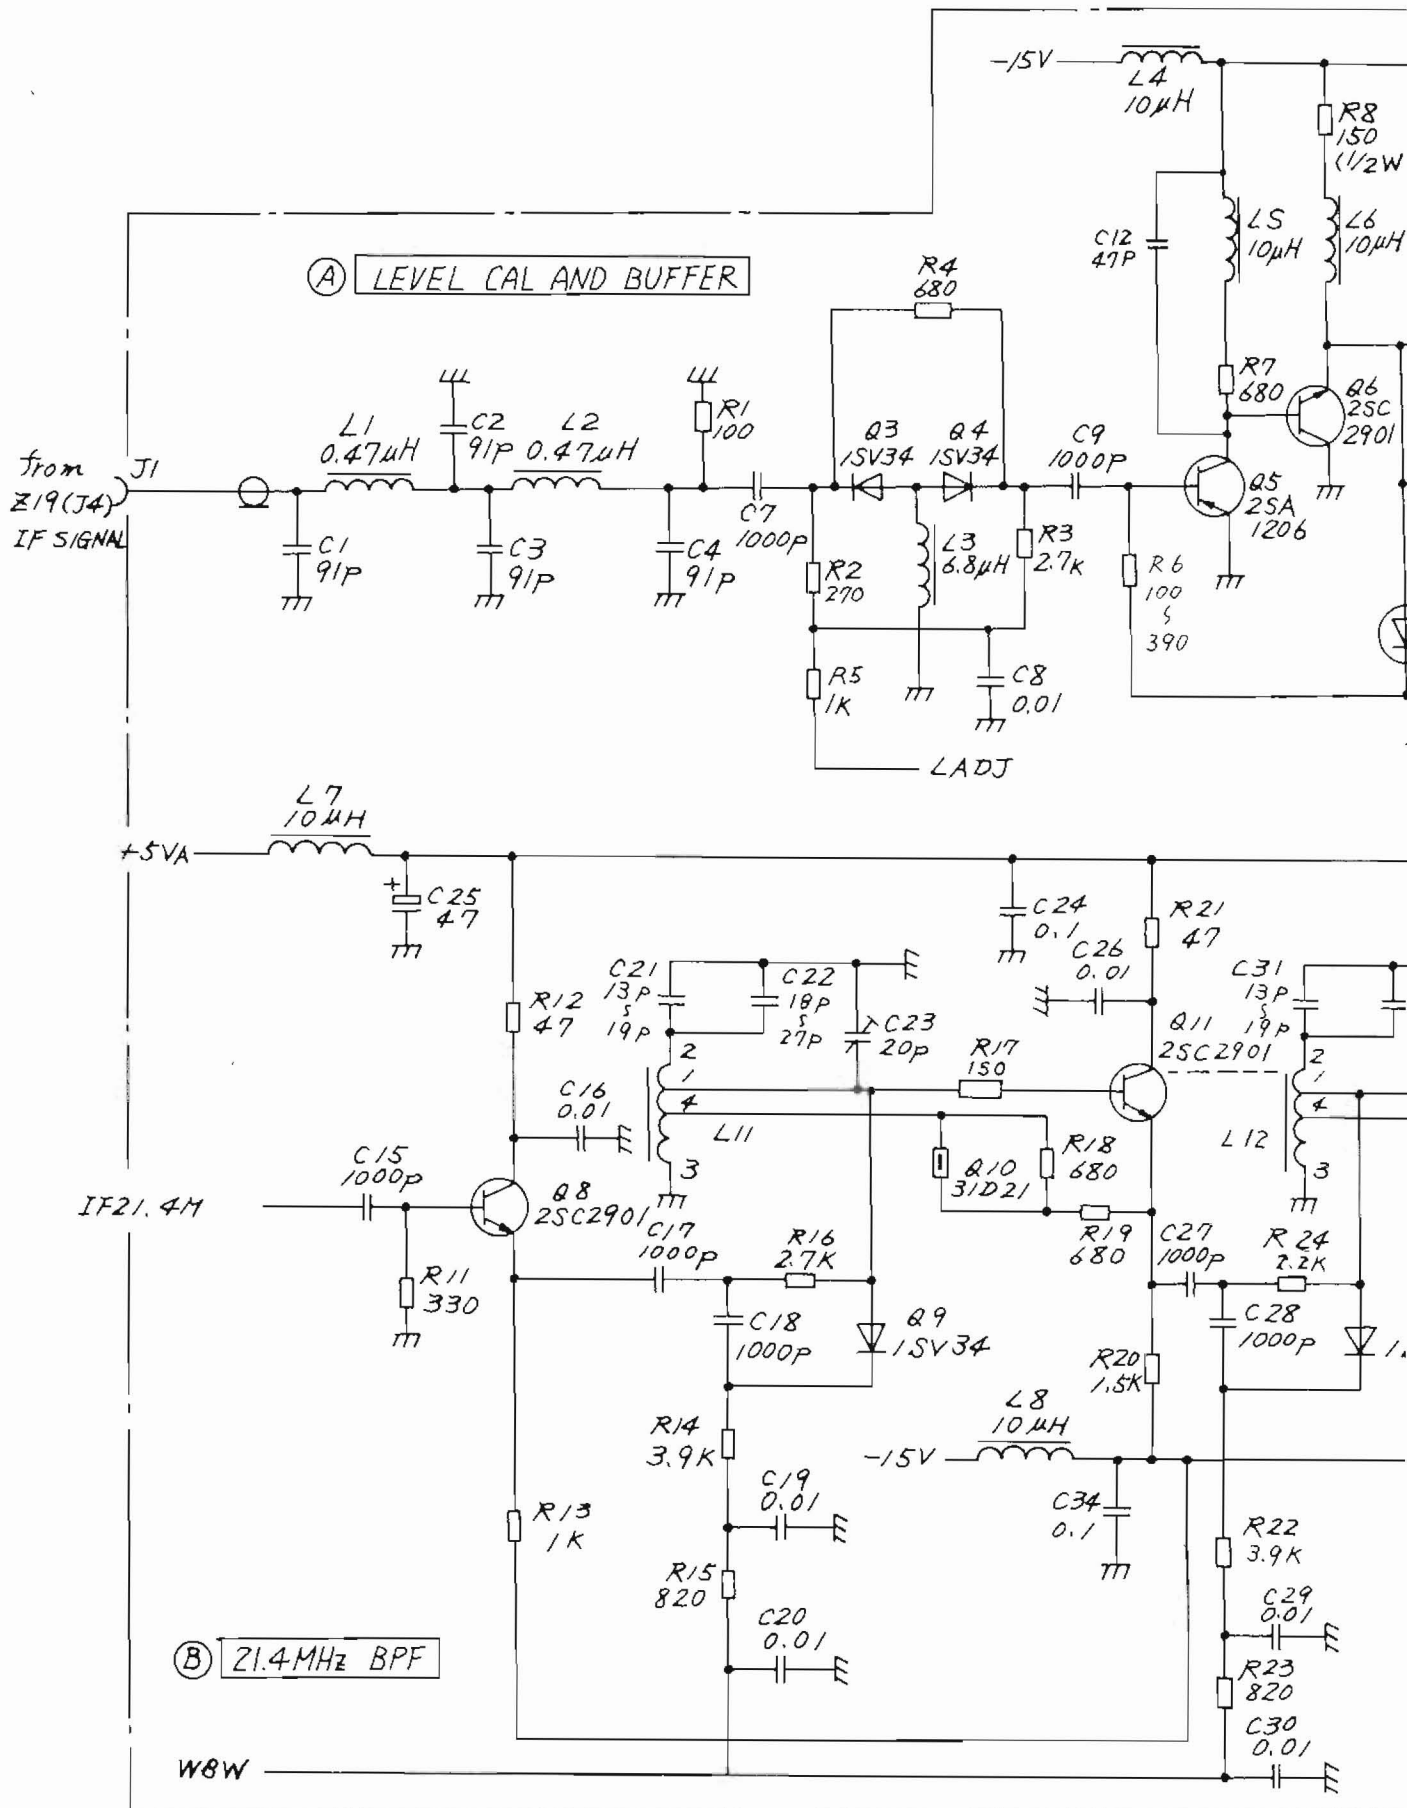 -15V
L4
10μH
R8
150
(1/2W
C12
47P
L5
10μH
L6
10μH
Ⓐ LEVEL CAL AND BUFFER
R4
680
R7
680
Q6
2SC
2901
from
Z19(J4)
IF SIGNAL
J1
L1
0.47μH
C2
91P
L2
0.47μH
R1
100
Q3
1SV34
Q4
1SV34
C9
1000P
Q5
2SA
1206
C1
91P
C3
91P
C4
91P
C7
1000P
R2
270
L3
6.8μH
R3
2.7K
R6
100
〜
390
R5
1K
C8
0.01
LADJ
L7
10μH
+5VA
C25
47
+
C24
0.1
R21
47
C26
0.01
R12
47
C21
13P
〜
19P
C22
18P
〜
27P
C23
20P
C31
13P
〜
19P
R17
150
Q11
2SC2901
C16
0.01
2
1
4
3
L11
2
1
4
3
L12
C15
1000P
IF21.4M
Q8
2SC2901
Q10
31D21
R18
680
R19
680
R11
330
C17
1000P
R16
2.7K
C27
1000P
R24
2.2K
C18
1000P
Q9
1SV34
C28
1000P
R20
1.5K
L8
10μH
-15V
R14
3.9K
C19
0.01
C34
0.1
R13
1K
R22
3.9K
R15
820
C20
0.01
C29
0.01
R23
820
C30
0.01
Ⓑ 21.4MHz BPF
W8W